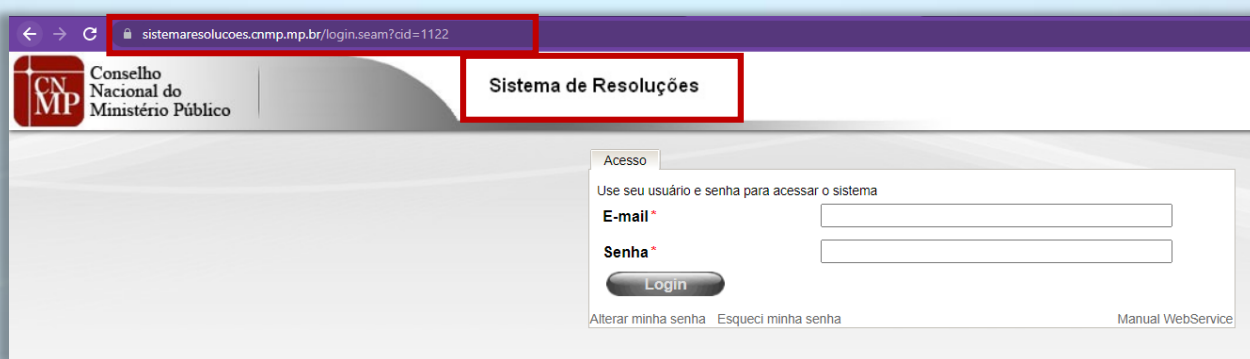 sistemaresolucoes.cnmp.mp.br/login.seam?cid=1122
CN
MP
Conselho
Nacional do
Ministério Público
Sistema de Resoluções
Acesso
Use seu usuário e senha para acessar o sistema
E-mail*
Senha*
Login
Alterar minha senha Esqueci minha senha Manual WebService